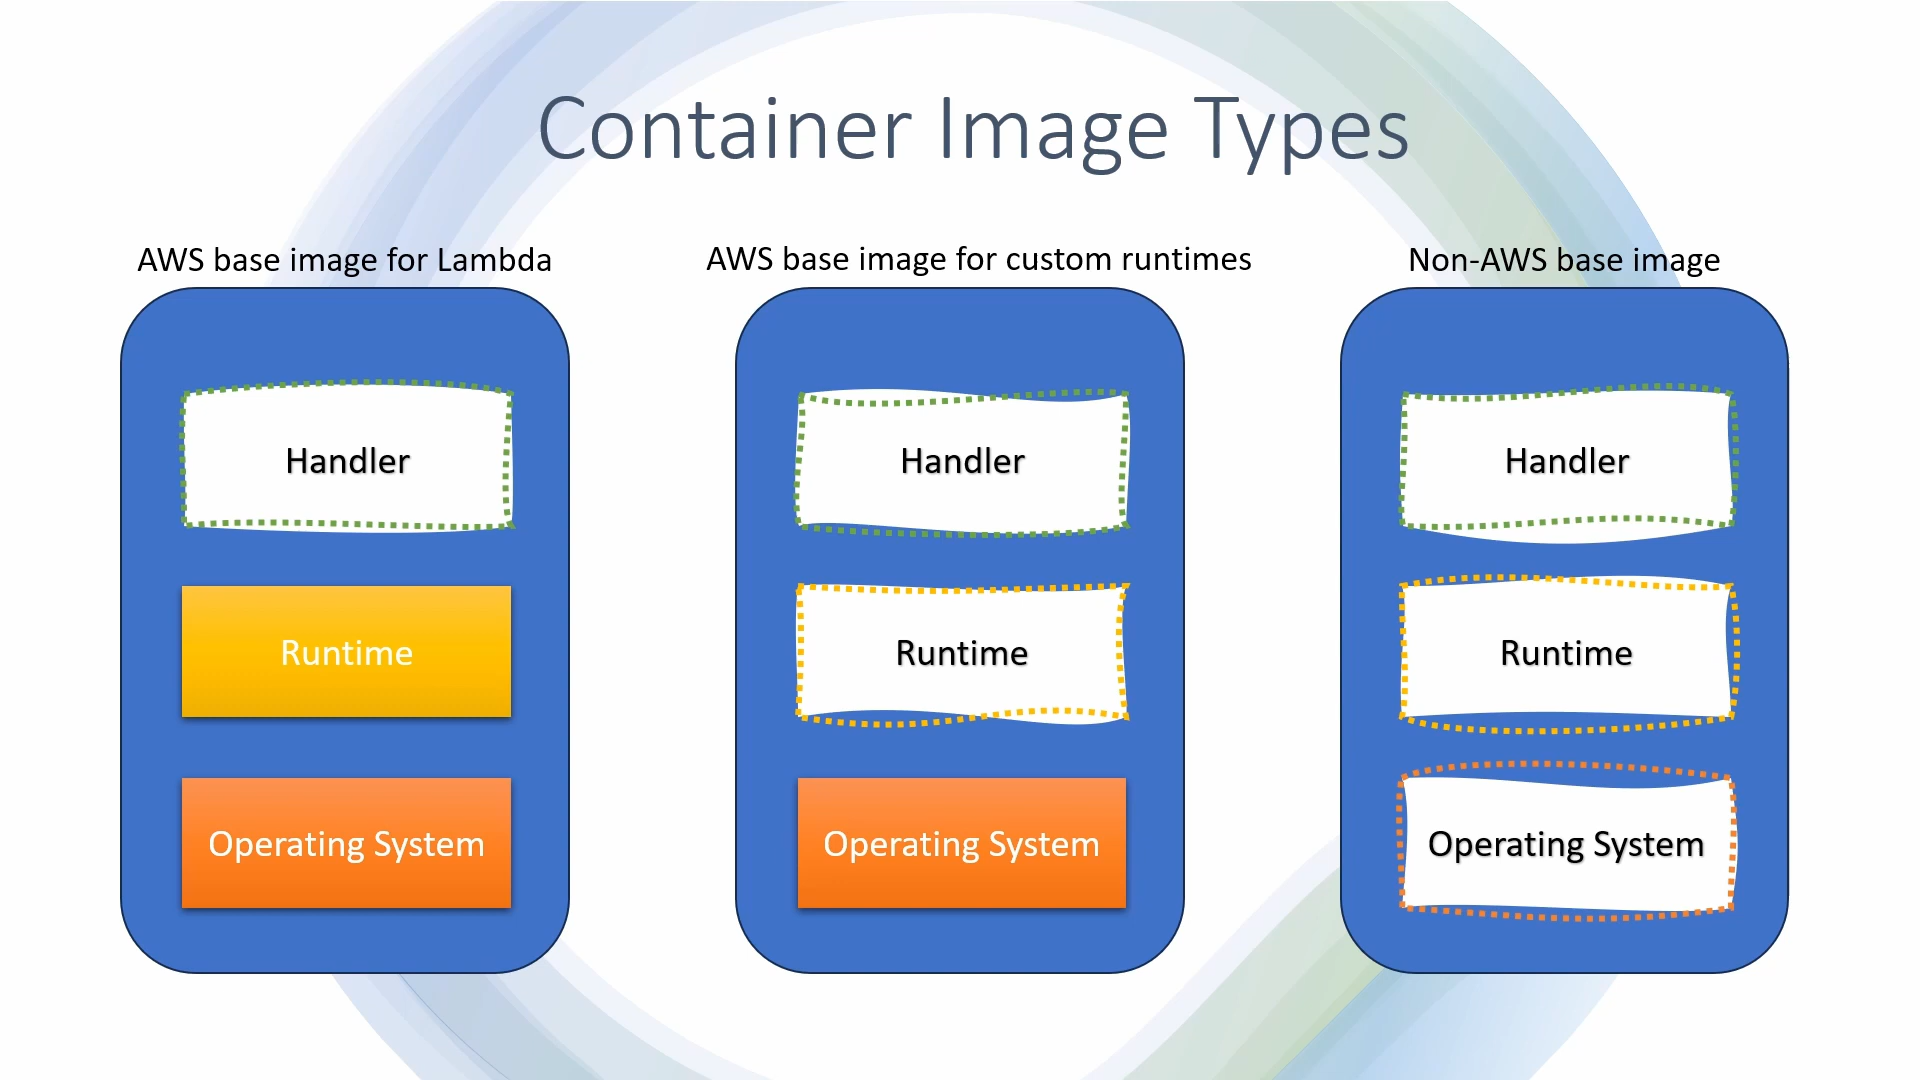 Container Image Types
AWS base image for Lambda
Handler
Runtime
Operating System
AWS base image for custom runtimes
Handler
Runtime
Operating System
Non-AWS base image
Handler
Runtime
Operating System